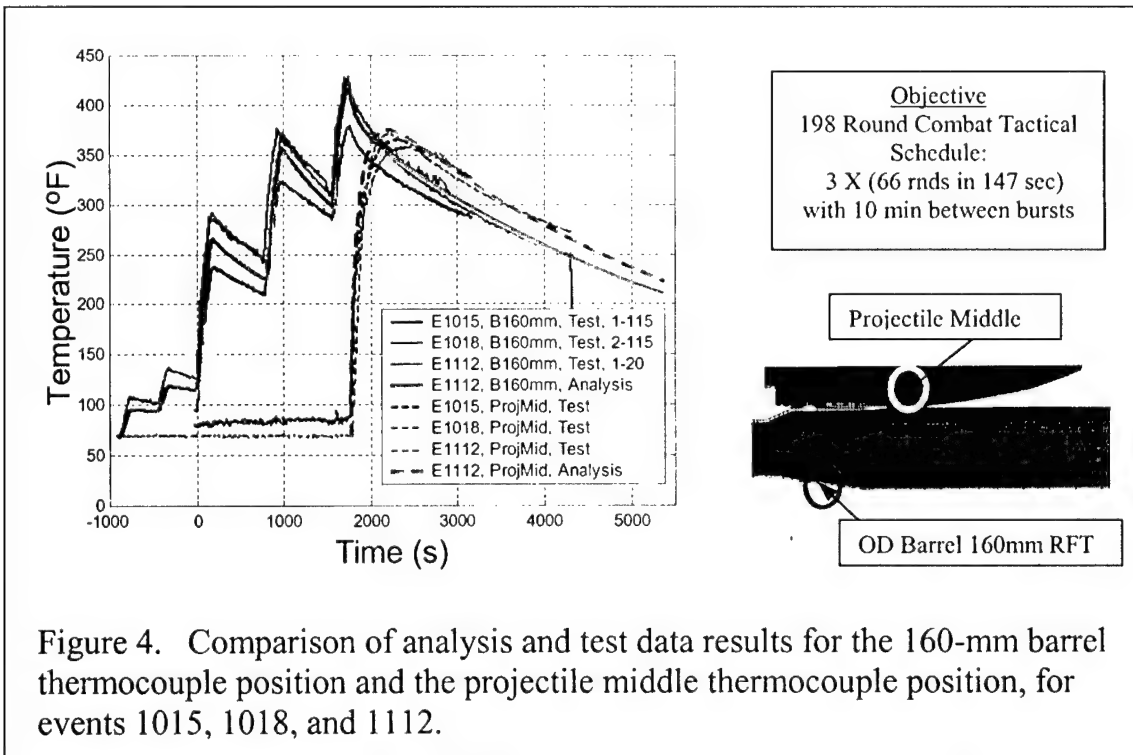 450
400
350
300
250
200
150
100
50
0
-1000
0
1000
2000
3000
4000
5000
Temperature (ºF)
Time (s)
E1015, B160mm, Test, 1-115
E1018, B160mm, Test, 2-115
E1112, B160mm, Test, 1-20
E1112, B160mm, Analysis
E1015, ProjMid, Test
E1018, ProjMid, Test
E1112, ProjMid, Test
E1112, ProjMid, Analysis
Objective
198 Round Combat Tactical
Schedule:
3 X (66 rnds in 147 sec)
with 10 min between bursts
Projectile Middle
OD Barrel 160mm RFT
Figure 4. Comparison of analysis and test data results for the 160-mm barrel
thermocouple position and the projectile middle thermocouple position, for
events 1015, 1018, and 1112.